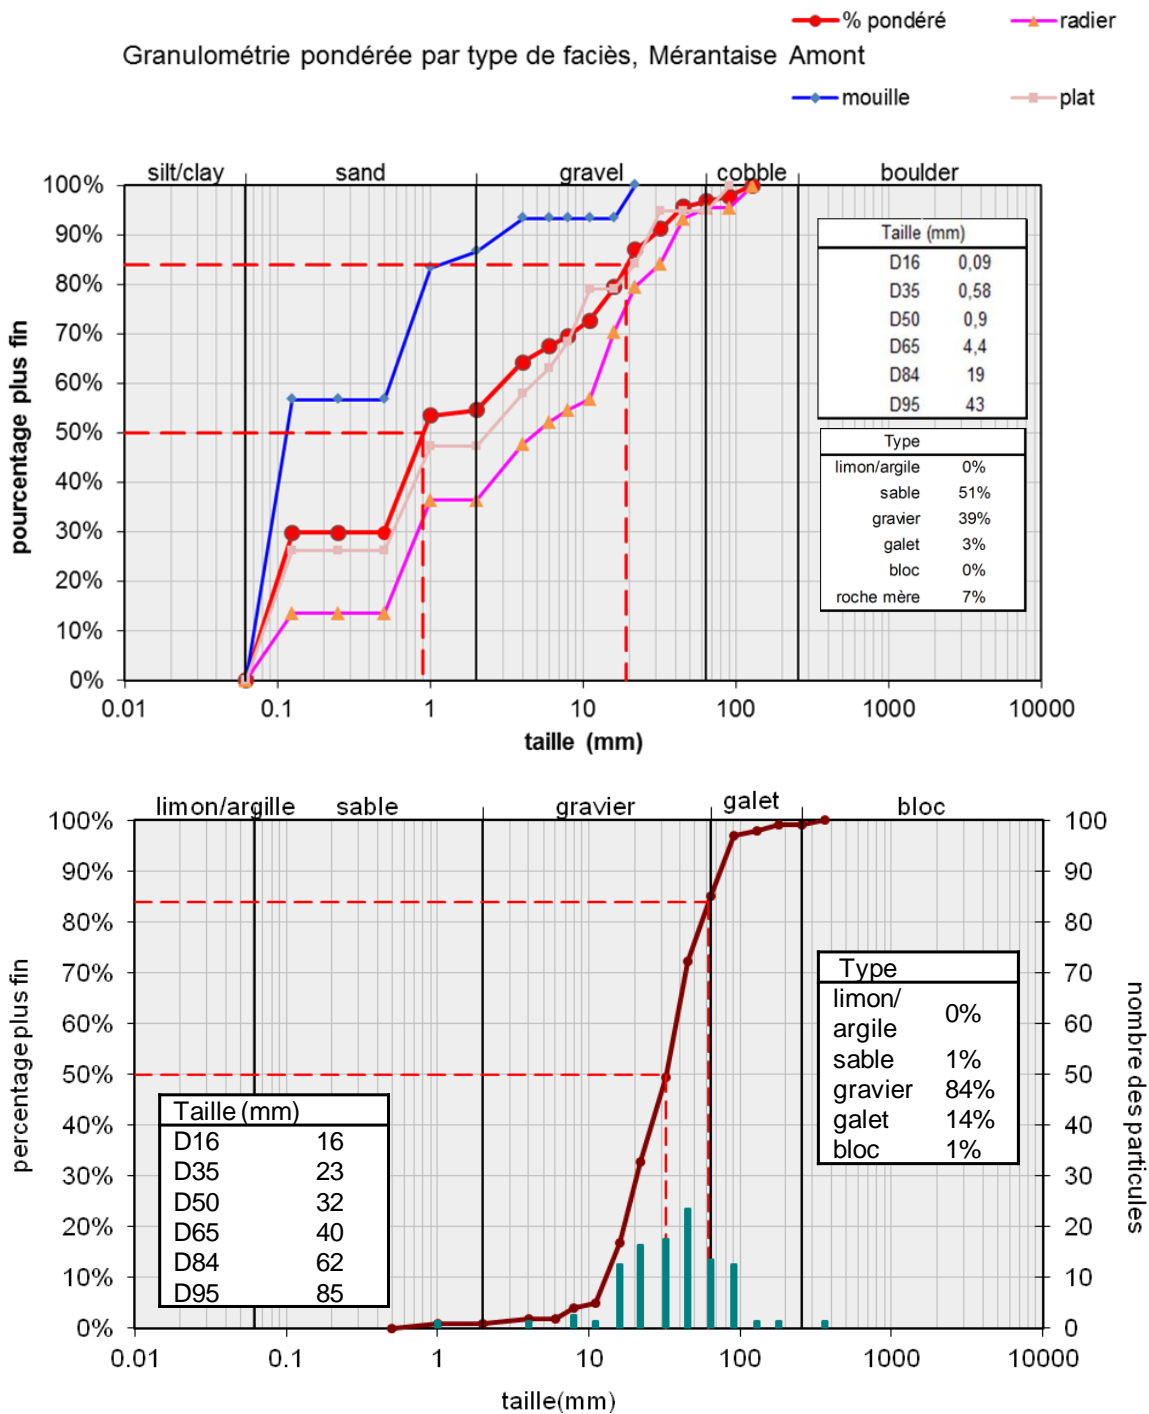 % pondéré radier
Granulométrie pondérée par type de faciès, Mérantaise Amont
mouille plat
silt/clay sand gravel cobble boulder
100%
90%
80%
70%
60%
50%
40%
30%
20%
10%
0%
pourcentage plus fin
0.01 0.1 1 10 100 1000 10000
taille (mm)
Taille (mm)
D16 0,09
D35 0,58
D50 0,9
D65 4,4
D84 19
D95 43
Type
limon/argile 0%
sable 51%
gravier 39%
galet 3%
bloc 0%
roche mère 7%
limon/argille sable gravier galet bloc
100% 100
90% 90
80% 80
70% 70
60% 60
50% 50
40% 40
30% 30
20% 20
10% 10
0% 0
percentage plus fin
nombre des particules
Type
limon/
argile 0%
sable 1%
gravier 84%
galet 14%
bloc 1%
Taille (mm)
D16 16
D35 23
D50 32
D65 40
D84 62
D95 85
0.01 0.1 1 10 100 1000 10000
taille(mm)